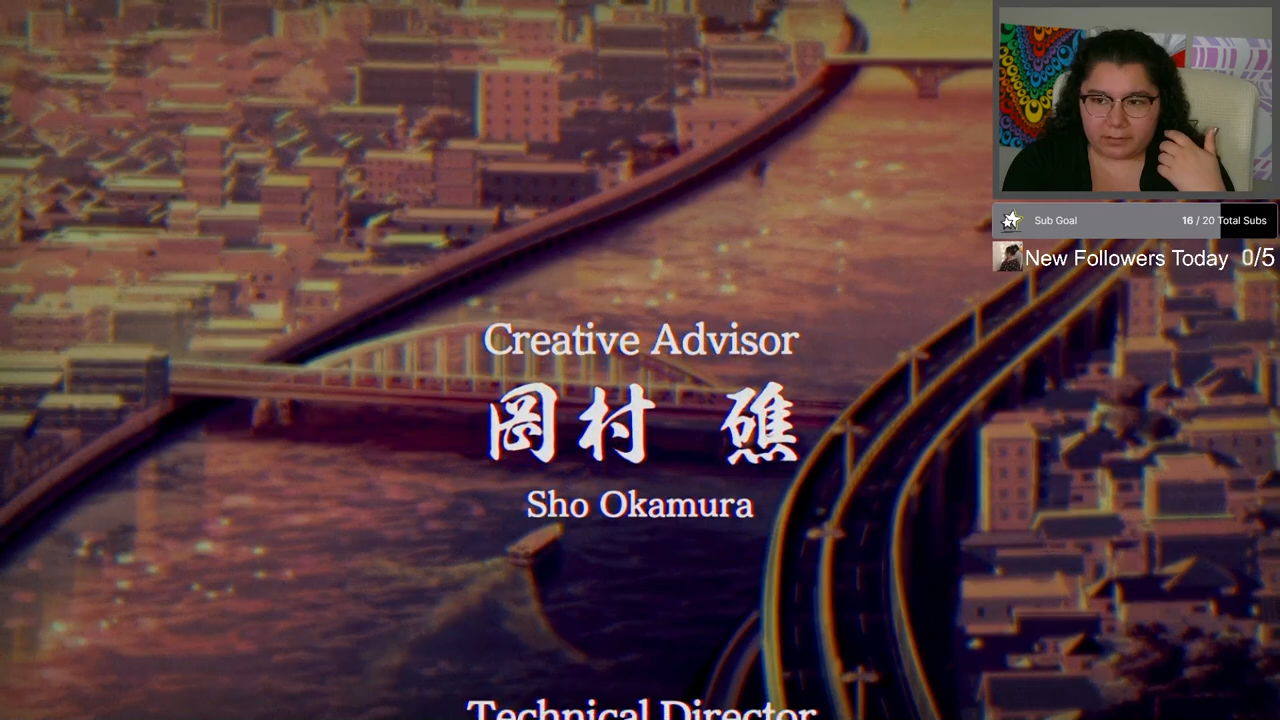 Sub Goal 16 / 20 Total Subs
New Followers Today 0/5
Creative Advisor
岡村 礁
Sho Okamura
Technical Director